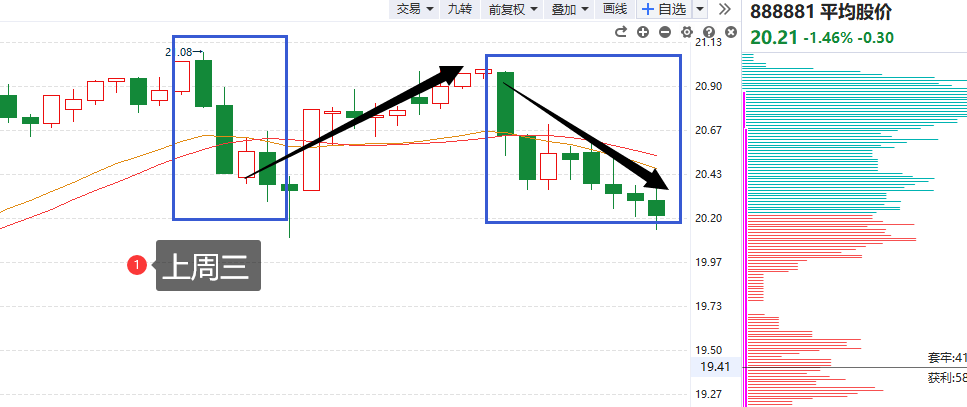 交易 九转 前复权 叠加 画线 + 自选
888881 平均股价
20.21 -1.46% -0.30
21.13
20.90
20.67
20.43
20.20
19.97
19.73
19.50
19.41
19.27
1 上周三
套牢:41
获利:58